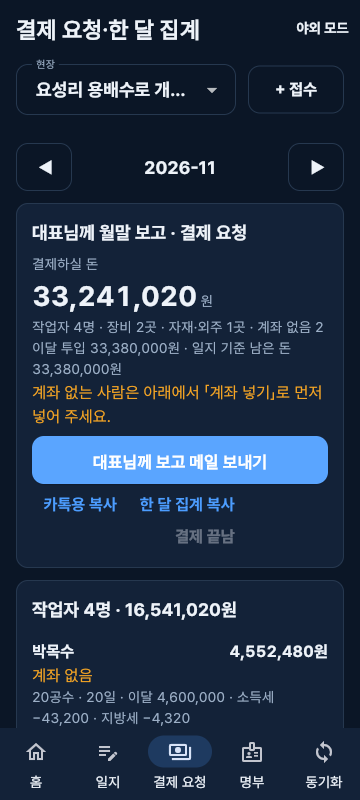 결제 요청·한 달 집계
야외 모드
현장
요성리 용배수로 개...
+ 접수
◀ 2026-11 ▶
대표님께 월말 보고 · 결제 요청
결제하실 돈
33,241,020 원
작업자 4명 · 장비 2곳 · 자재·외주 1곳 · 계좌 없음 2
이달 투입 33,380,000원 · 일지 기준 남은 돈
33,380,000원
계좌 없는 사람은 아래에서 「계좌 넣기」로 먼저
넣어 주세요.
대표님께 보고 메일 보내기
카톡용 복사 한 달 집계 복사
결제 끝남
작업자 4명 · 16,541,020원
박목수 4,552,480원
계좌 없음
20공수 · 20일 · 이달 4,600,000 · 소득세
−43,200 · 지방세 −4,320
홈 일지 결제 요청 명부 동기화